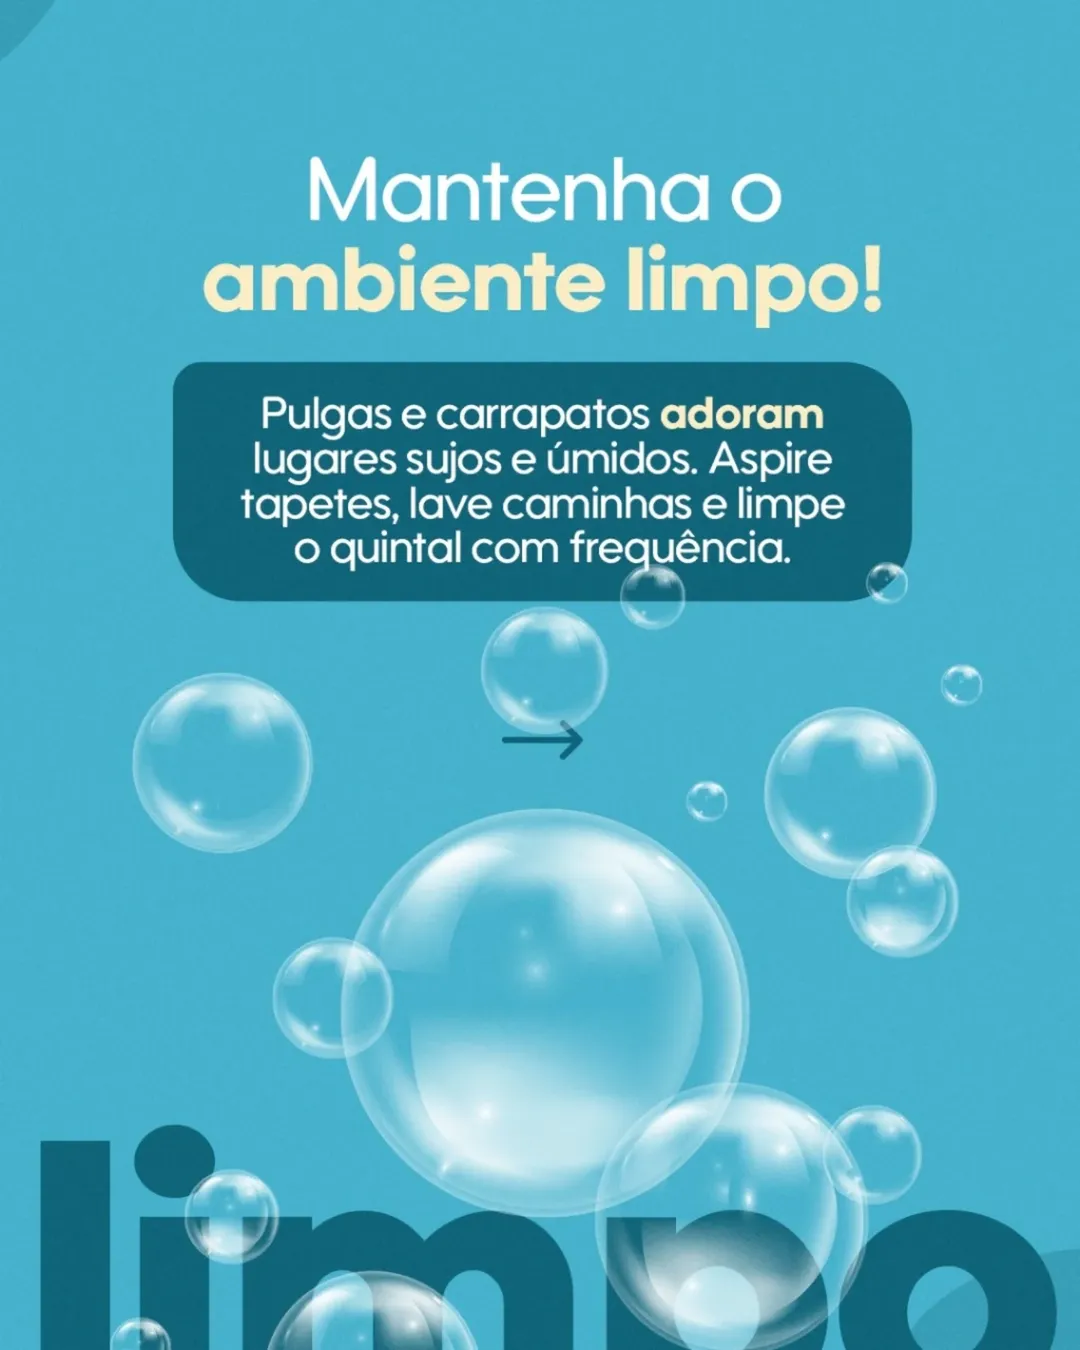 Mantenha o
ambiente limpo!
Pulgas e carrapatos adoram
lugares sujos e úmidos. Aspire
tapetes, lave caminhas e limpe
o quintal com frequência.
limpo